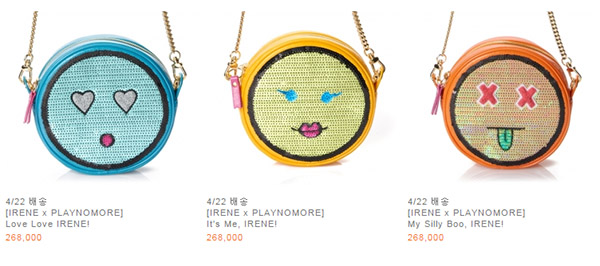 4/22 배송
[IRENE x PLAYNOMORE]
Love Love IRENE!
268,000
4/22 배송
[IRENE x PLAYNOMORE]
It's Me, IRENE!
268,000
4/22 배송
[IRENE x PLAYNOMORE]
My Silly Boo, IRENE!
268,000